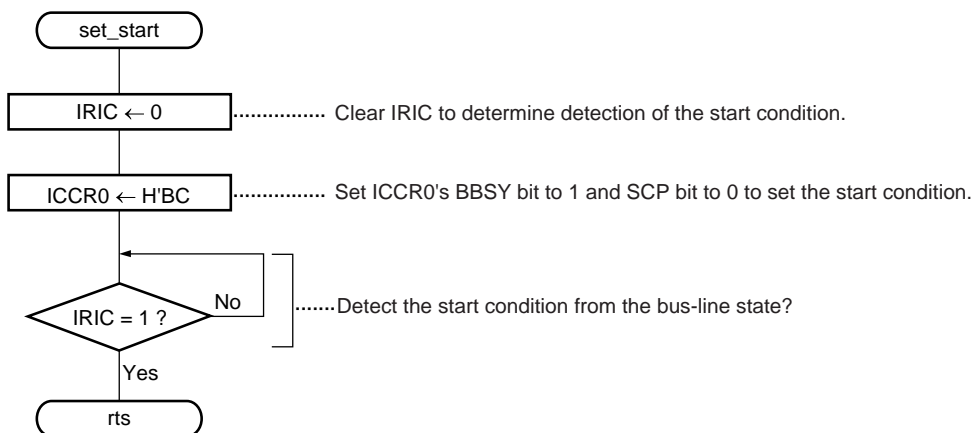 set_start
IRIC ← 0 ................ Clear IRIC to determine detection of the start condition.
ICCR0 ← H'BC ................ Set ICCR0's BBSY bit to 1 and SCP bit to 0 to set the start condition.
No
IRIC = 1 ? .......Detect the start condition from the bus-line state?
Yes
rts